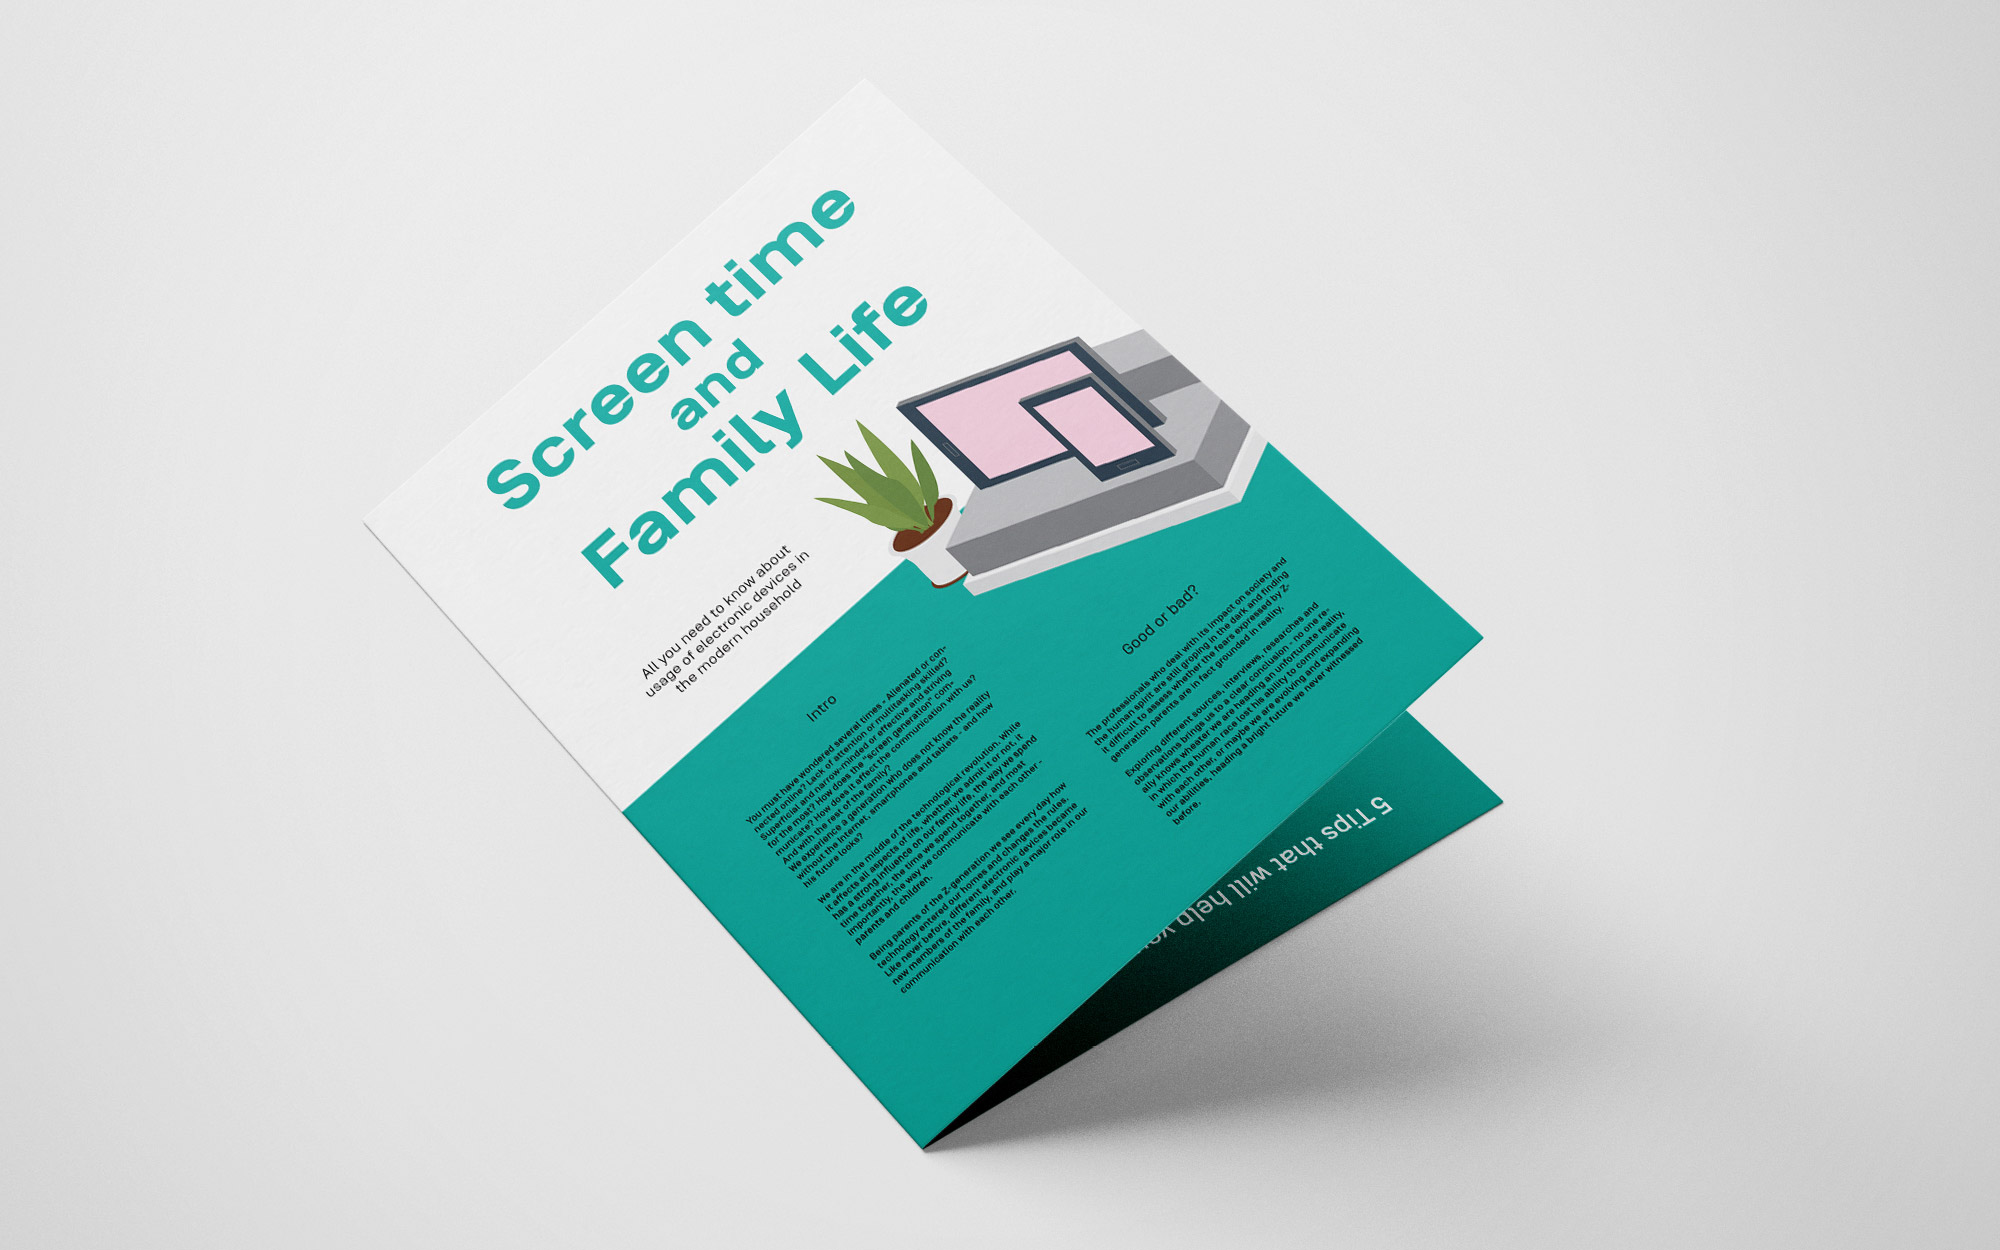 Screen time
and
Family Life
All you need to know about
usage of electronic devices in
the modern household
Intro
You must have wondered several times - Alienated or con-
nected online? Lack of attention or multitasking skilled?
Superficial and narrow-minded or effective and striving
for the most? How does the "screen generation" com-
municate? How does it affect the communication with us?
And with the rest of the family?
We experience a generation who does not know the reality
without the internet, smartphones and tablets - and how
his future looks?
We are in the middle of the technological revolution. While
it affects all aspects of life, whether we admit it or not, it
has a strong influence on our family life, the way we spend
time together, the time we spend together, and most
importantly, the way we communicate with each other -
parents and children.
Being parents of the Z-generation we see every day how
technology entered our homes and changes the rules.
Like never before, different electronic devices became
new members of the family, and play a major role in our
communication with each other.
Good or bad?
The professionals who deal with its impact on society and
the human spirit are still groping in the dark and finding
it difficult to assess whether the fears expressed by Z-
generation parents are in fact grounded in reality.
Exploring different sources, interviews, researches and
observations brings us to a clear conclusion - no one re-
ally knows wheater we are heading an unfortunate reality,
in which the human race lost his ability to communicate
with each other, or maybe we are evolving and expanding
our abilities, heading a bright future we never witnessed
before.
5 Tips that will help